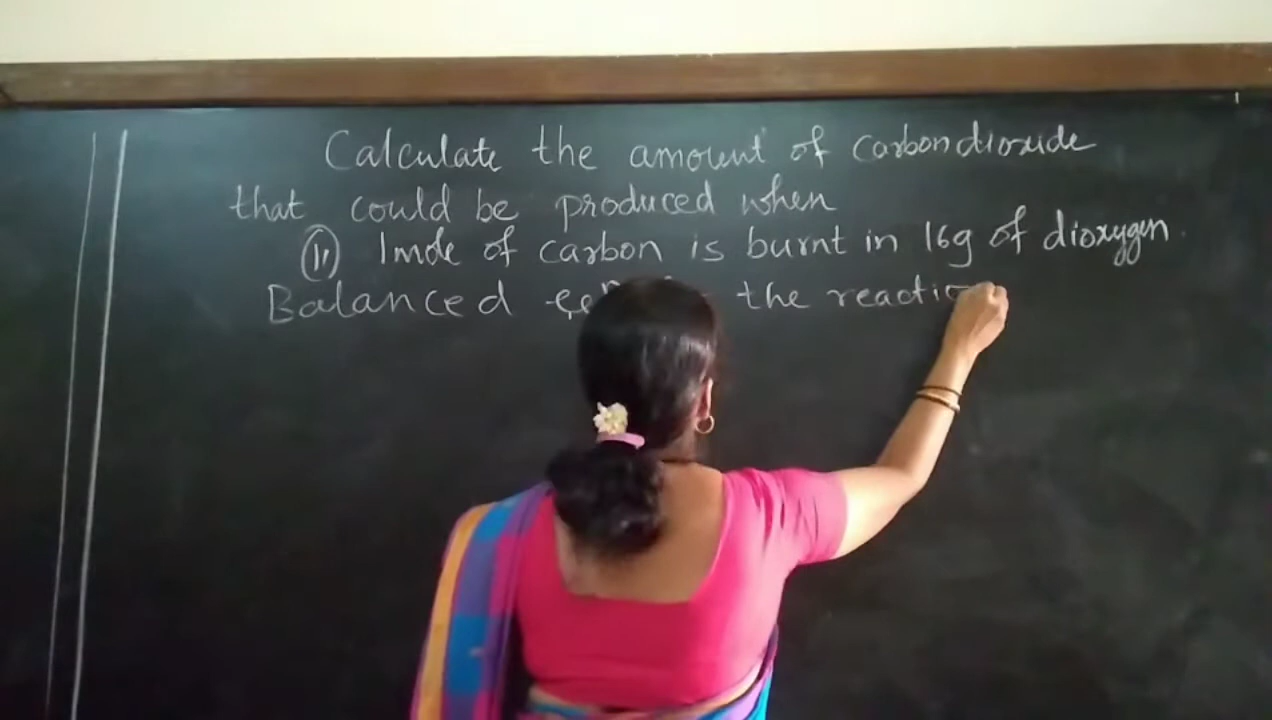 Calculate the amount of carbondioxide
that could be produced when
(ii) 1mole of carbon is burnt in 16g of dioxygen
Balanced the